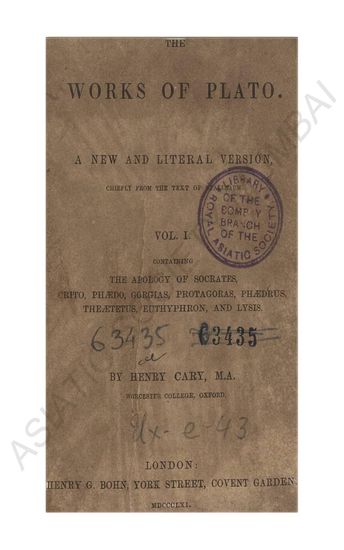 THE
WORKS OF PLATO.
A NEW AND LITERAL VERSION,
CHIEFLY FROM THE TEXT OF STALLBAUM.
LIBRARY
OF THE
BOMBAY
BRANCH
OF THE
ROYAL ASIATIC SOCIETY
VOL. I.
CONTAINING
THE APOLOGY OF SOCRATES,
CRITO, PHÆDO, GORGIAS, PROTAGORAS, PHÆDRUS,
THEÆTETUS, EUTHYPHRON, AND LYSIS.
63435 63435
BY HENRY CARY, M.A.
WORCESTER COLLEGE, OXFORD.
LONDON:
HENRY G. BOHN, YORK STREET, COVENT GARDEN.
MDCCCLXI.
ASIATIC
MUMBAI